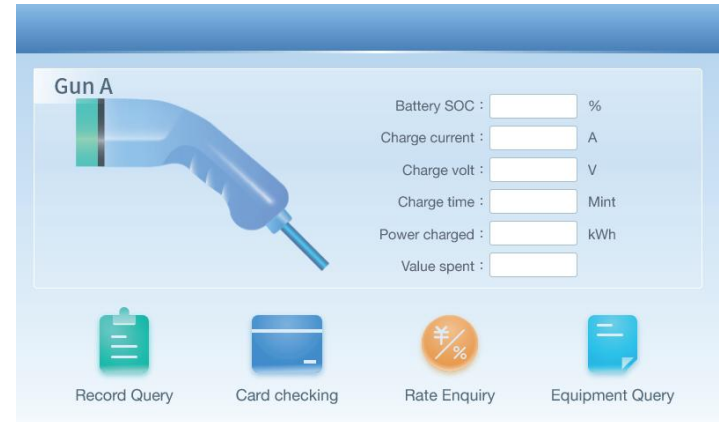 Gun A
Battery SOC : %
Charge current : A
Charge volt : V
Charge time : Mint
Power charged : kWh
Value spent :
¥/%
Record Query Card checking Rate Enquiry Equipment Query